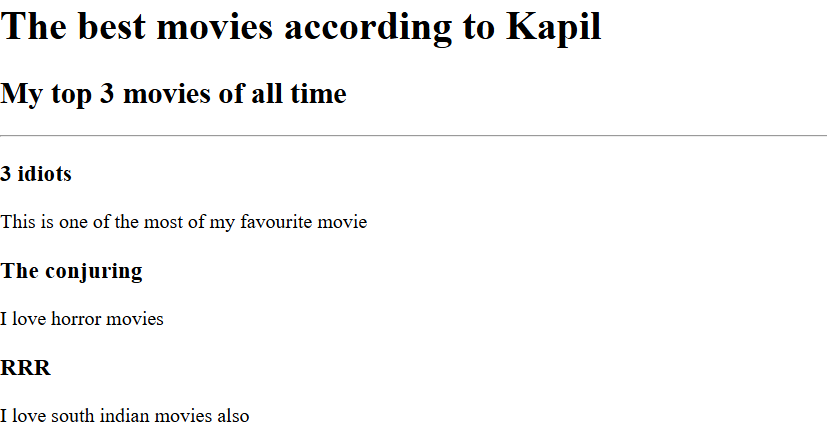 The best movies according to Kapil
My top 3 movies of all time
3 idiots
This is one of the most of my favourite movie
The conjuring
I love horror movies
RRR
I love south indian movies also